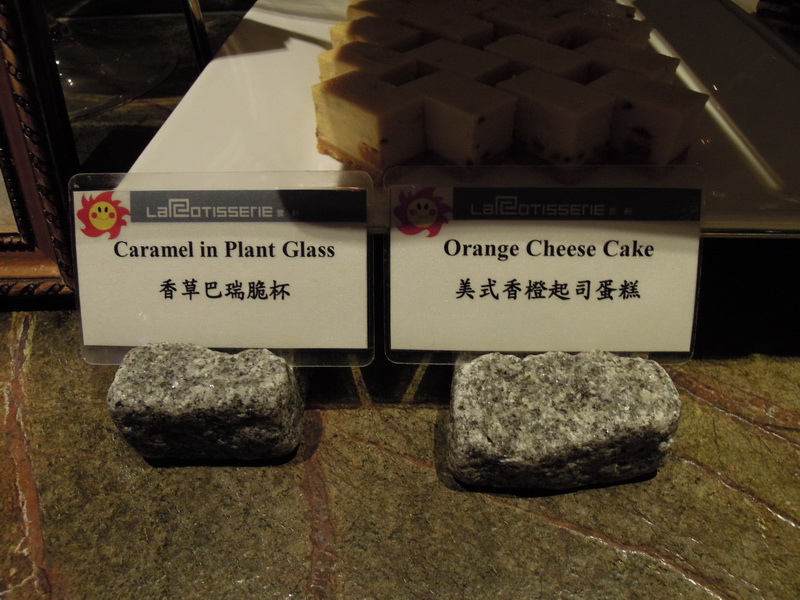 LaRotisserie
Caramel in Plant Glass
香草巴瑞脆杯
LaRotisserie
Orange Cheese Cake
美式香橙起司蛋糕